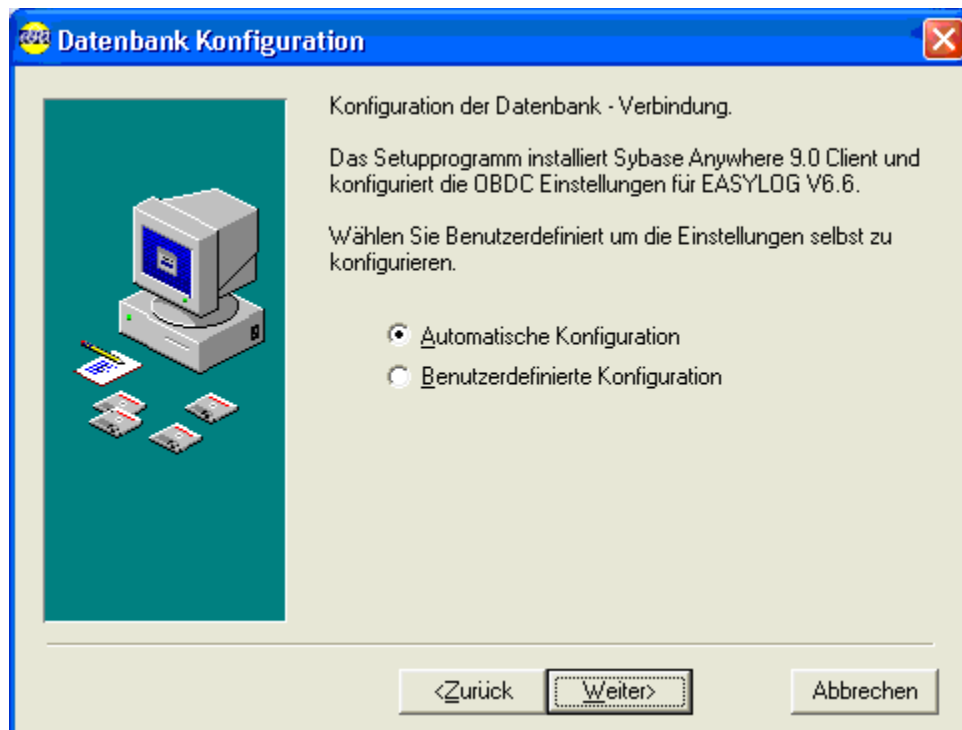 Datenbank Konfiguration
Konfiguration der Datenbank - Verbindung.
Das Setupprogramm installiert Sybase Anywhere 9.0 Client und
konfiguriert die OBDC Einstellungen für EASYLOG V6.6.
Wählen Sie Benutzerdefiniert um die Einstellungen selbst zu
konfigurieren.
Automatische Konfiguration
Benutzerdefinierte Konfiguration
<Zurück
Weiter>
Abbrechen